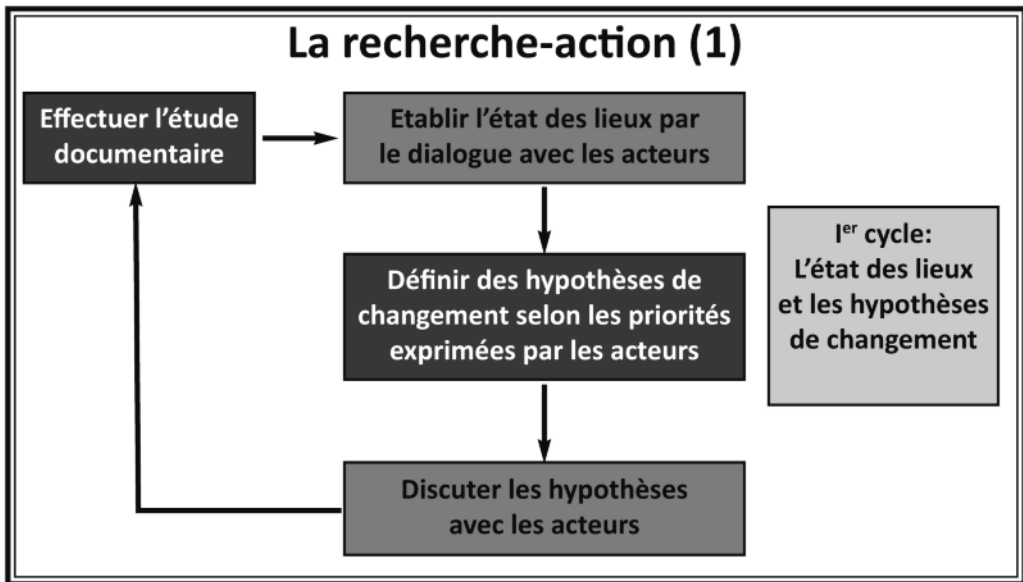 La recherche-action (1)
Effectuer l'étude
documentaire
Etablir l'état des lieux par
le dialogue avec les acteurs
Définir des hypothèses de
changement selon les priorités
exprimées par les acteurs
Ier cycle:
L'état des lieux
et les hypothèses
de changement
Discuter les hypothèses
avec les acteurs